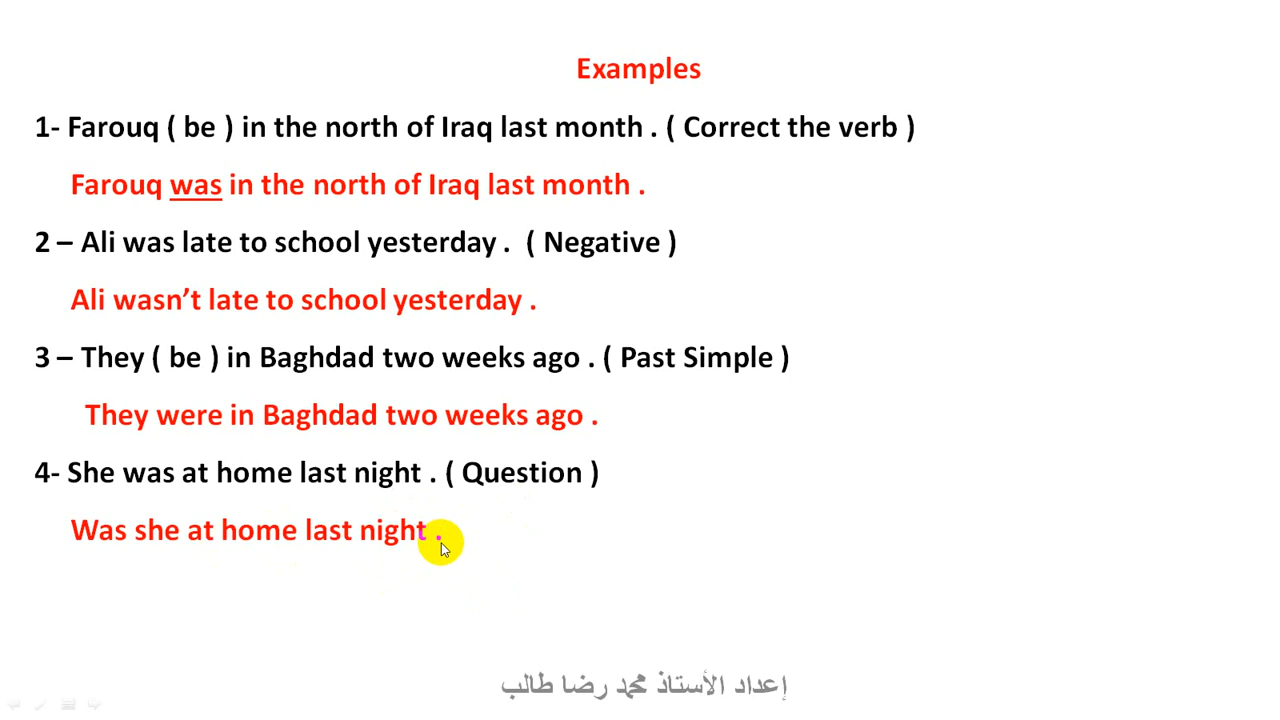 Examples
1- Farouq ( be ) in the north of Iraq last month . ( Correct the verb )
Farouq was in the north of Iraq last month .
2 – Ali was late to school yesterday .  ( Negative )
Ali wasn’t late to school yesterday .
3 – They ( be ) in Baghdad two weeks ago . ( Past Simple )
They were in Baghdad two weeks ago .
4- She was at home last night . ( Question )
Was she at home last night .
إعداد الأستاذ محمد رضا طالب